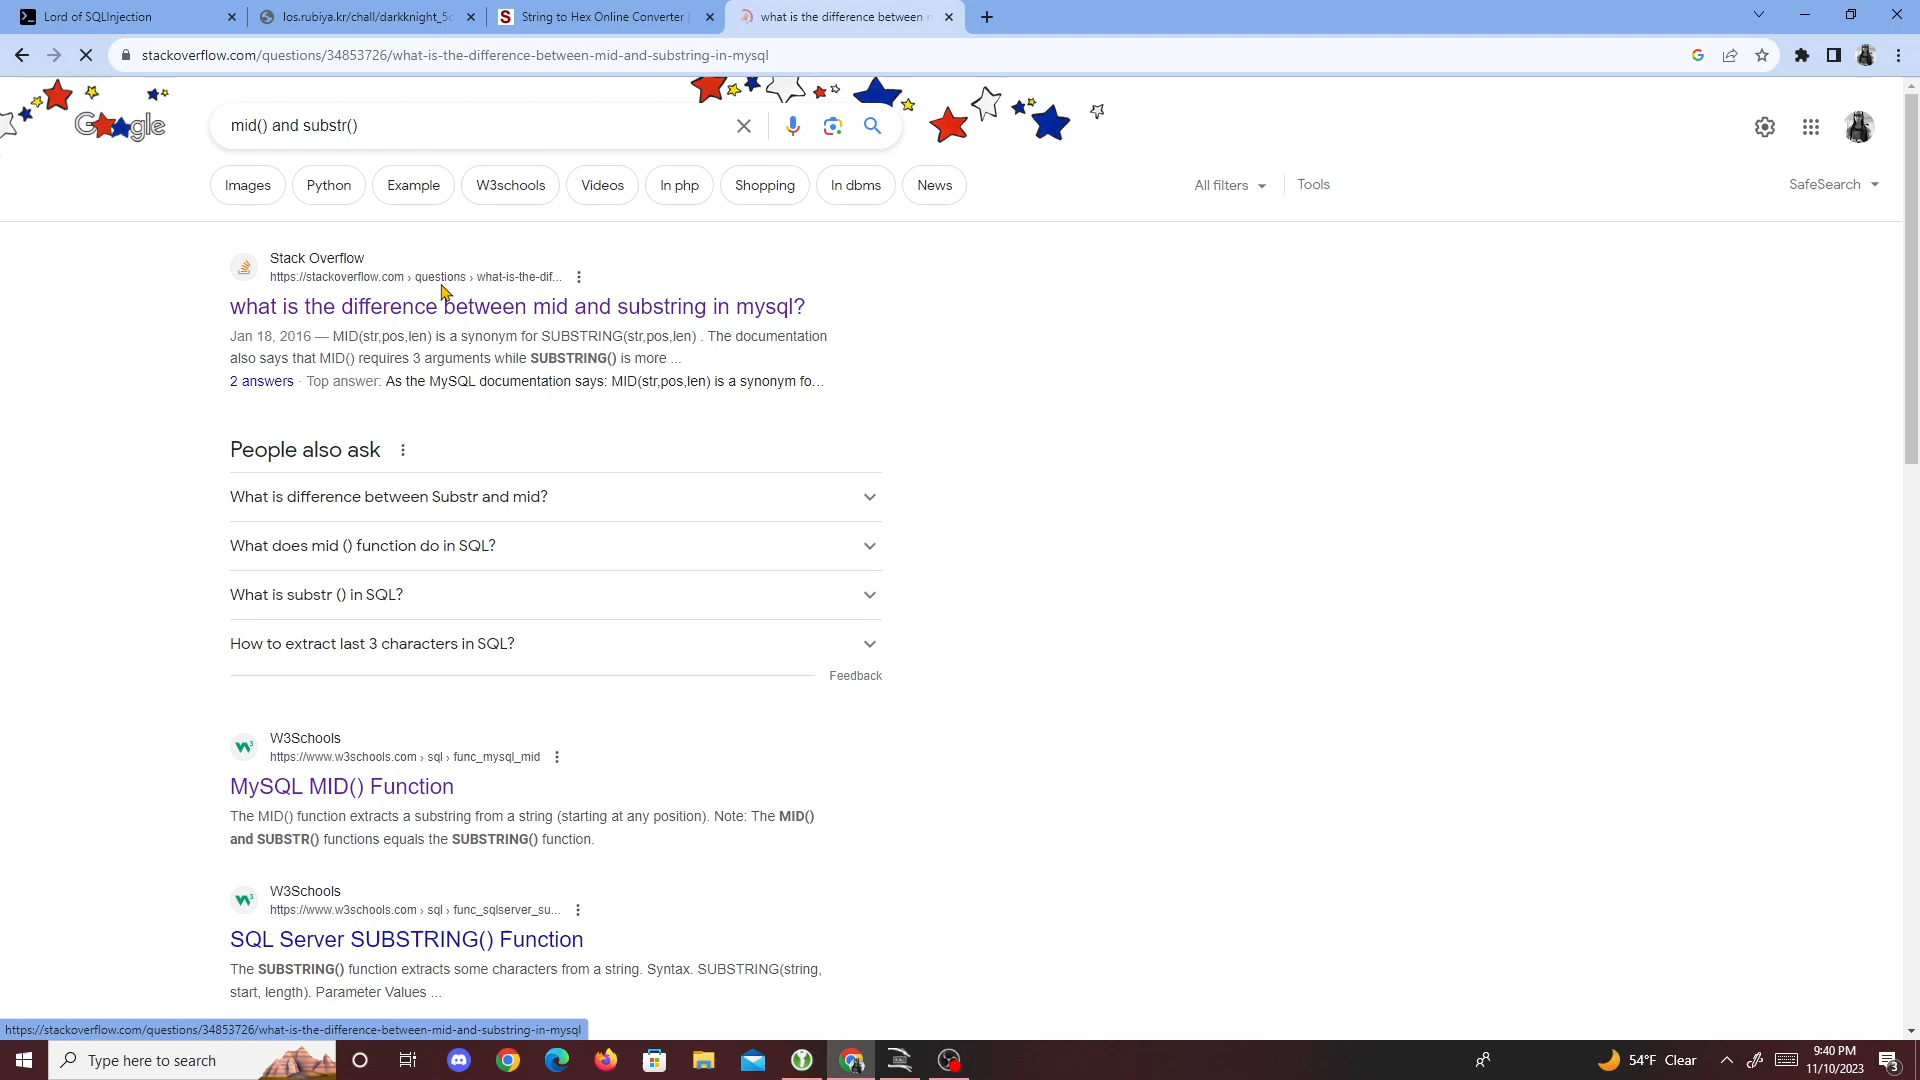 Lord of SQLInjection
los.rubiya.kr/chall/darkknight_5c
String to Hex Online Converter
what is the difference between
stackoverflow.com/questions/34853726/what-is-the-difference-between-mid-and-substring-in-mysql
Google
mid() and substr()
Images
Python
Example
W3schools
Videos
In php
Shopping
In dbms
News
All filters
Tools
SafeSearch
Stack Overflow
https://stackoverflow.com › questions › what-is-the-dif...
what is the difference between mid and substring in mysql?
Jan 18, 2016 — MID(str,pos,len) is a synonym for SUBSTRING(str,pos,len) . The documentation
also says that MID() requires 3 arguments while SUBSTRING() is more ...
2 answers · Top answer: As the MySQL documentation says: MID(str,pos,len) is a synonym fo...
People also ask
What is difference between Substr and mid?
What does mid () function do in SQL?
What is substr () in SQL?
How to extract last 3 characters in SQL?
Feedback
W3Schools
https://www.w3schools.com › sql › func_mysql_mid
MySQL MID() Function
The MID() function extracts a substring from a string (starting at any position). Note: The MID()
and SUBSTR() functions equals the SUBSTRING() function.
W3Schools
https://www.w3schools.com › sql › func_sqlserver_su...
SQL Server SUBSTRING() Function
The SUBSTRING() function extracts some characters from a string. Syntax. SUBSTRING(string,
start, length). Parameter Values ...
https://stackoverflow.com/questions/34853726/what-is-the-difference-between-mid-and-substring-in-mysql
Type here to search
54°F Clear
9:40 PM
11/10/2023
3